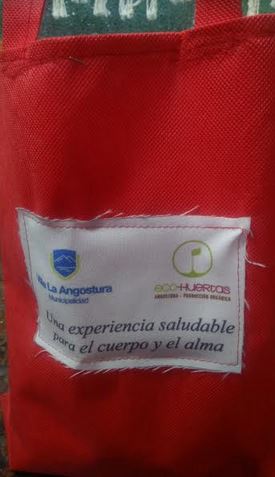 Villa La Angostura
Municipalidad
eco-HUERTAS
ANGOSTURA - PRODUCCIÓN ORGÁNICA
Una experiencia saludable
para el cuerpo y el alma